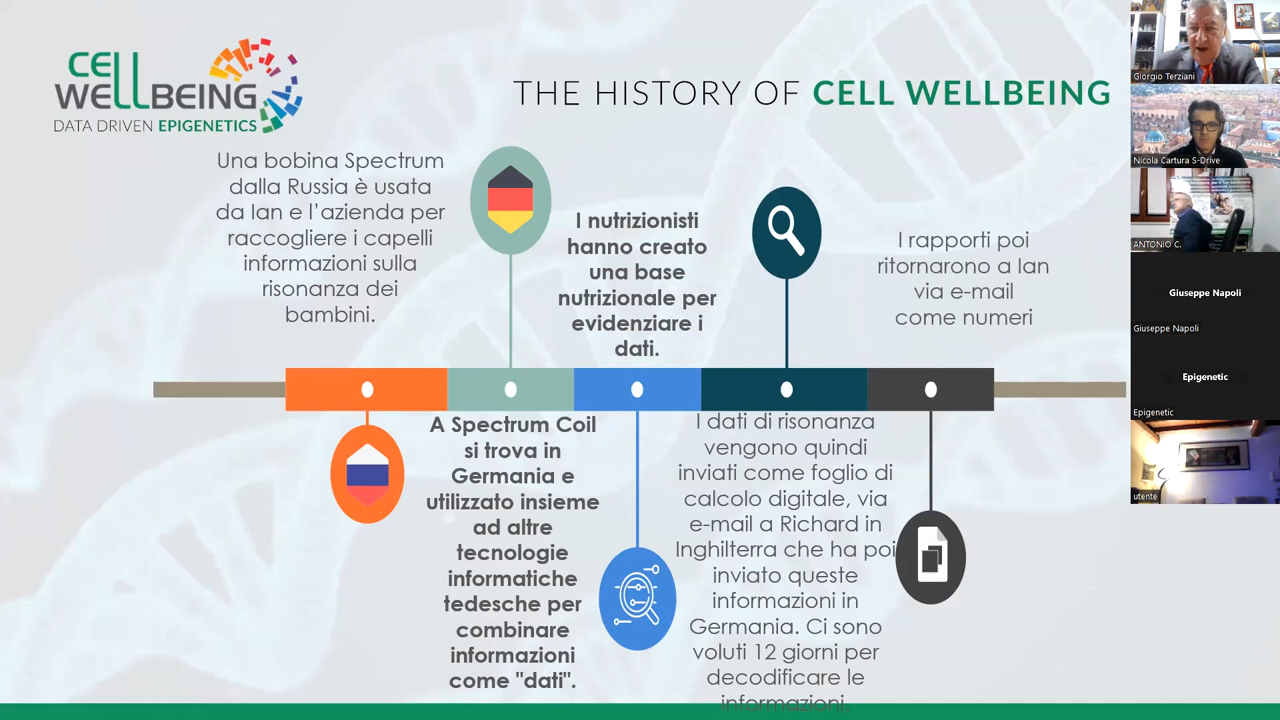 CELL
WELLBEING
DATA DRIVEN EPIGENETICS
THE HISTORY OF CELL WELLBEING
Una bobina Spectrum
dalla Russia è usata
da Ian e l'azienda per
raccogliere i capelli
informazioni sulla
risonanza dei
bambini.
A Spectrum Coil
si trova in
Germania e
utilizzato insieme
ad altre
tecnologie
informatiche
tedesche per
combinare
informazioni
come "dati".
I nutrizionisti
hanno creato
una base
nutrizionale per
evidenziare i
dati.
I dati di risonanza
vengono quindi
inviati come foglio di
calcolo digitale, via
e-mail a Richard in
Inghilterra che ha poi
inviato queste
informazioni in
Germania. Ci sono
voluti 12 giorni per
decodificare le
informazioni.
I rapporti poi
ritornarono a Ian
via e-mail
come numeri
Giorgio Terziani
Nicola Cartura S-Drive
ANTONIO C.
Giuseppe Napoli
Giuseppe Napoli
Epigenetic
Epigenetic
utente